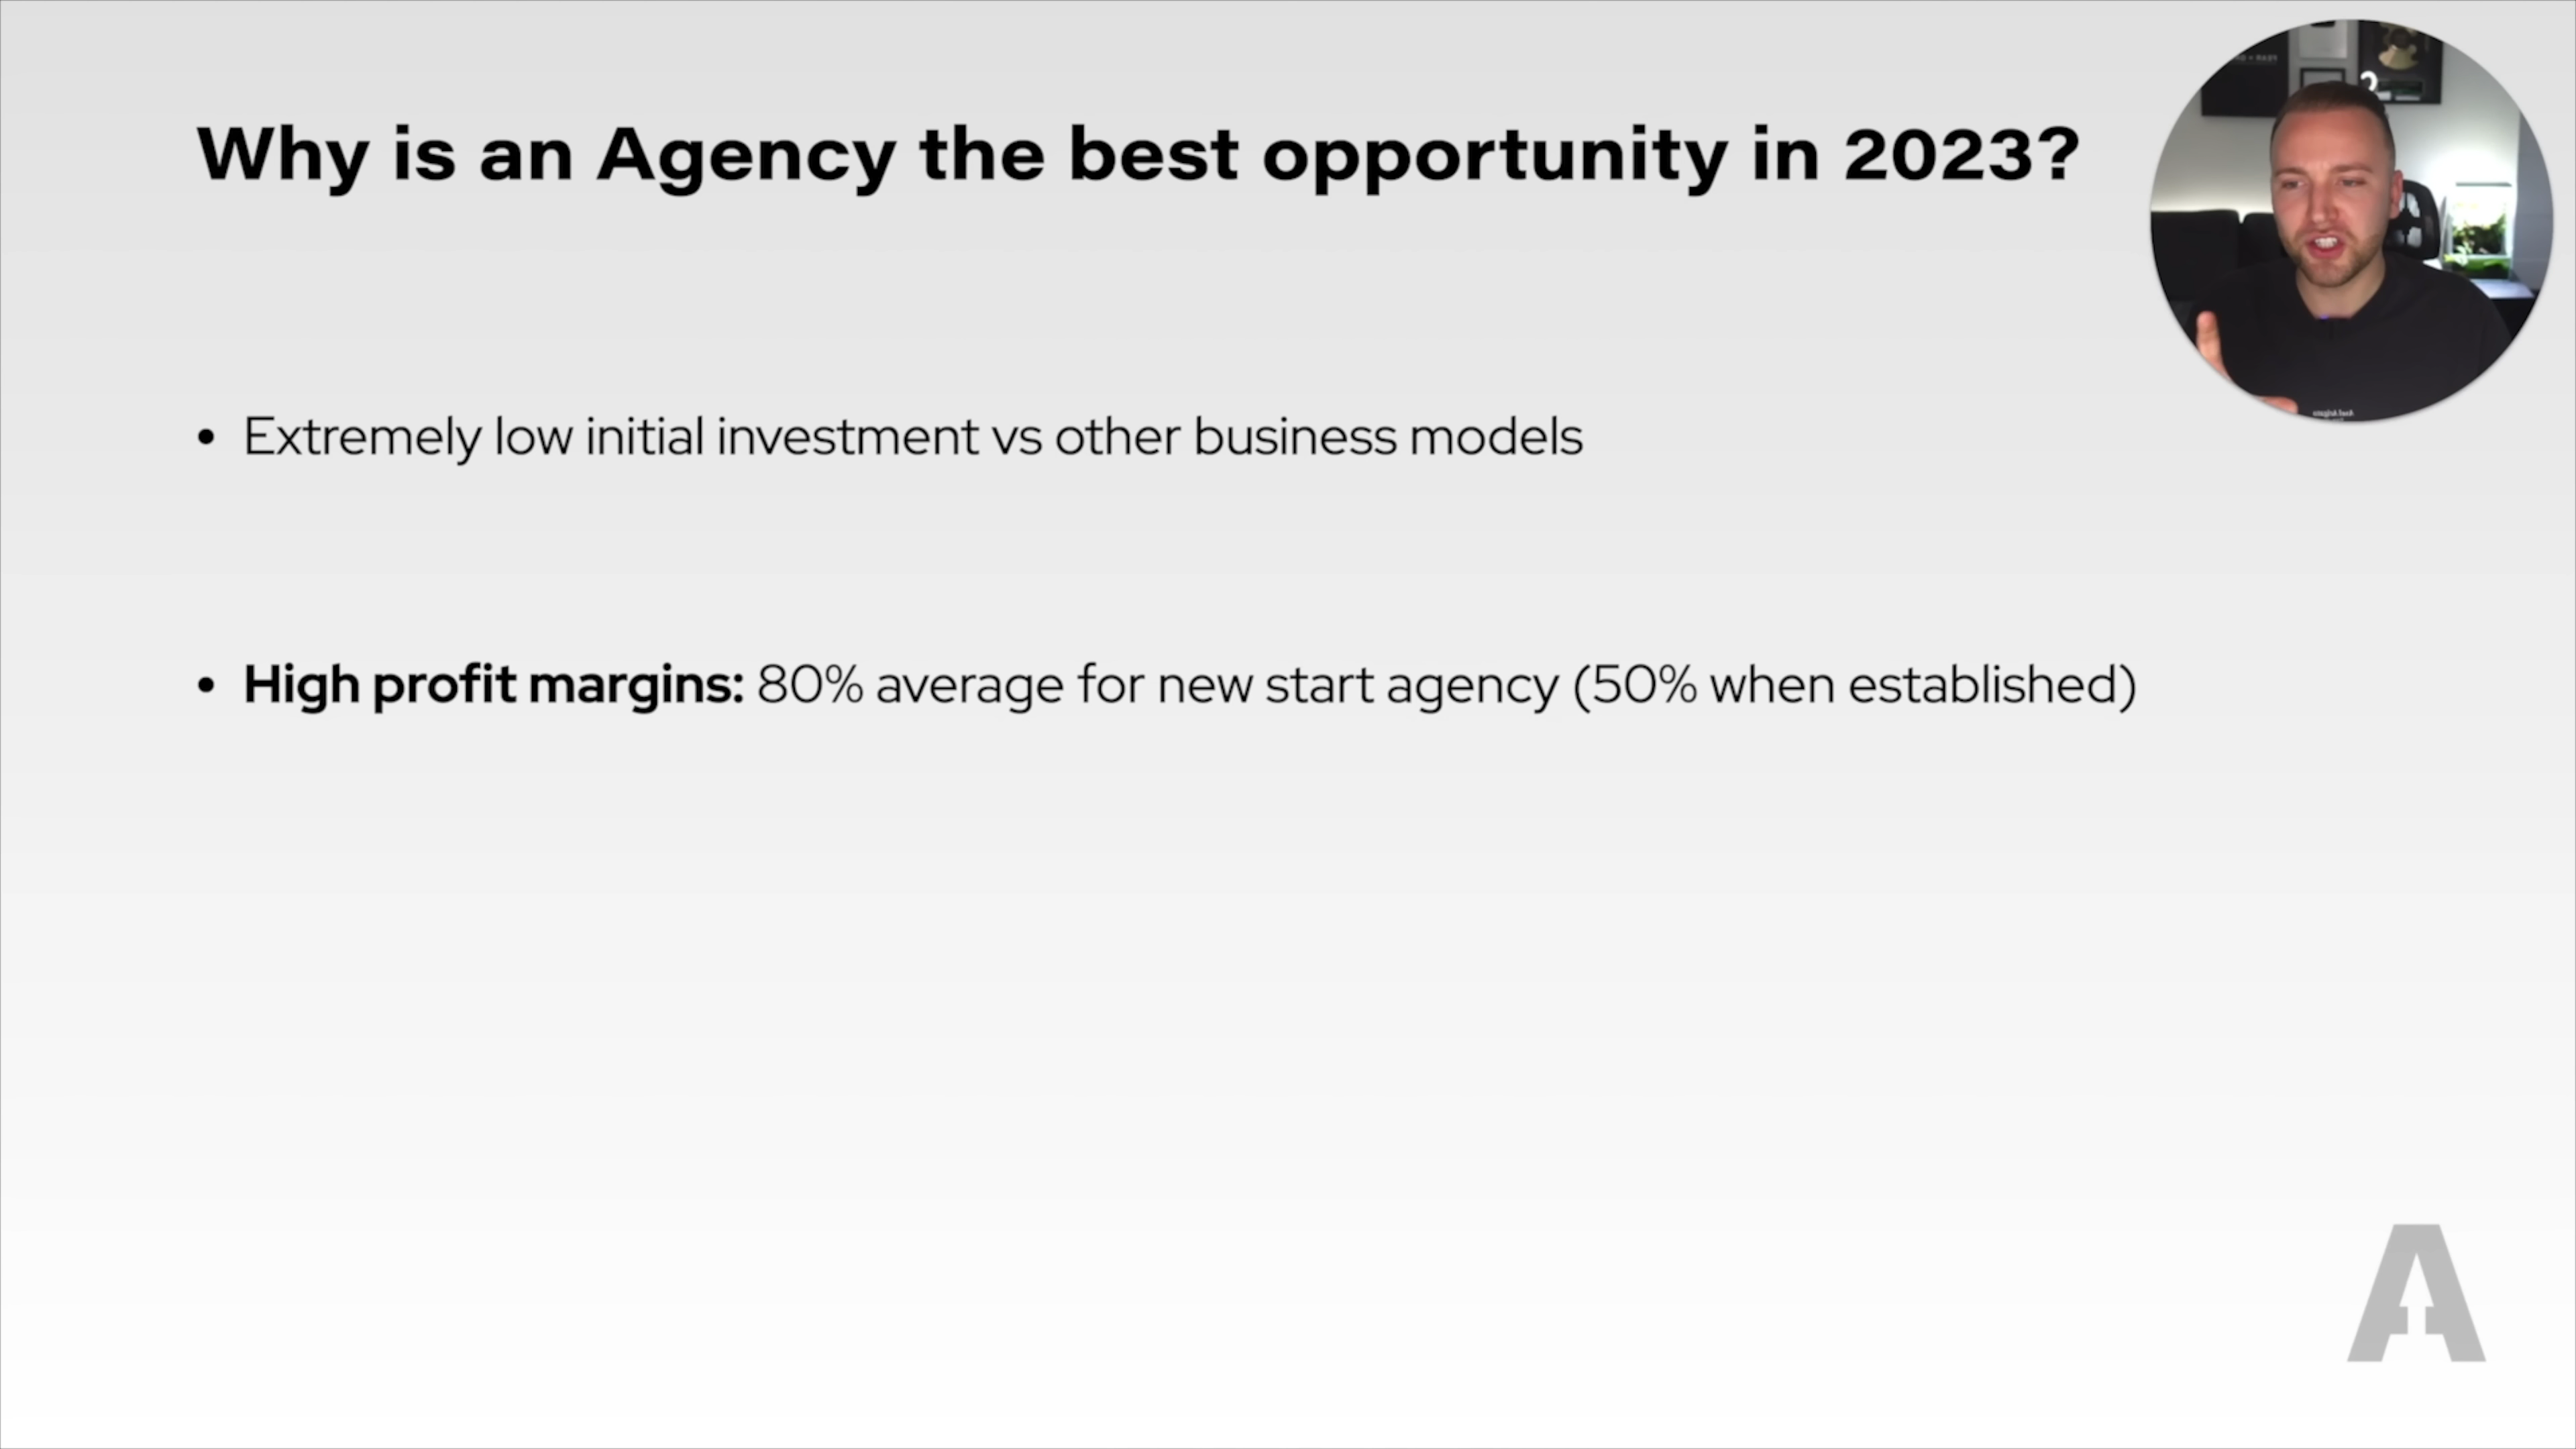 Why is an Agency the best opportunity in 2023?
• Extremely low initial investment vs other business models
• High profit margins: 80% average for new start agency (50% when established)
A